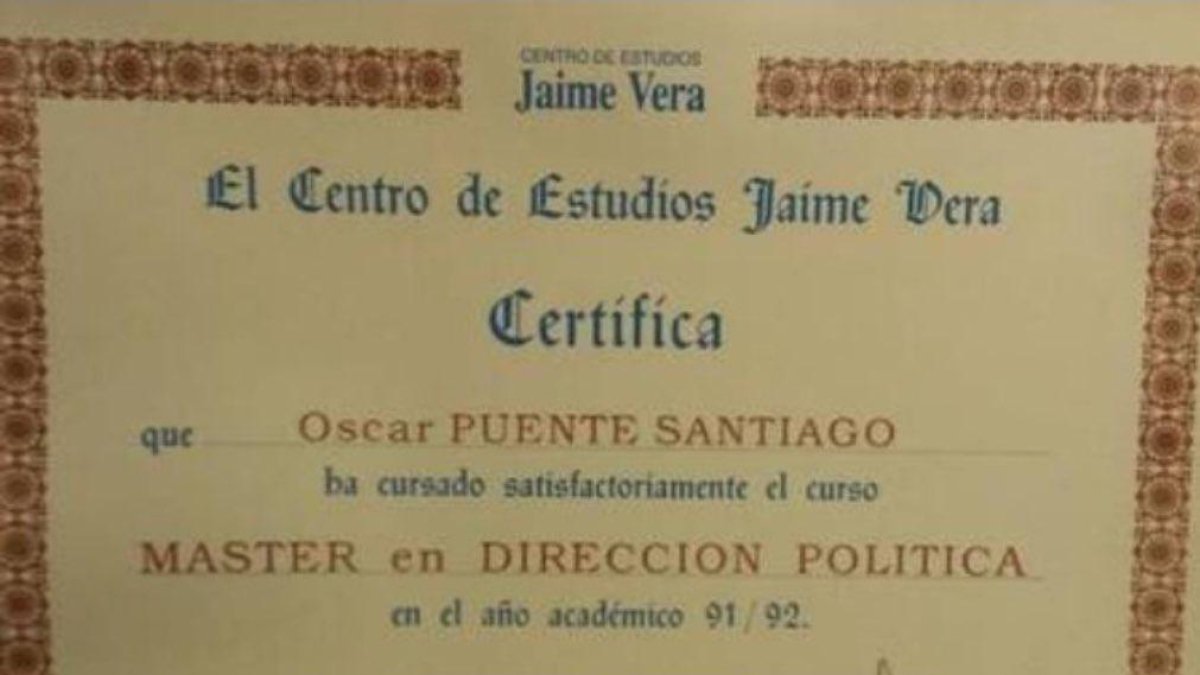 CENTRO DE ESTUDIOS
Jaime Vera
El Centro de Estudios Jaime Vera
Certifica
que Oscar PUENTE SANTIAGO
ha cursado satisfactoriamente el curso
MASTER en DIRECCION POLITICA
en el año académico 91/92.